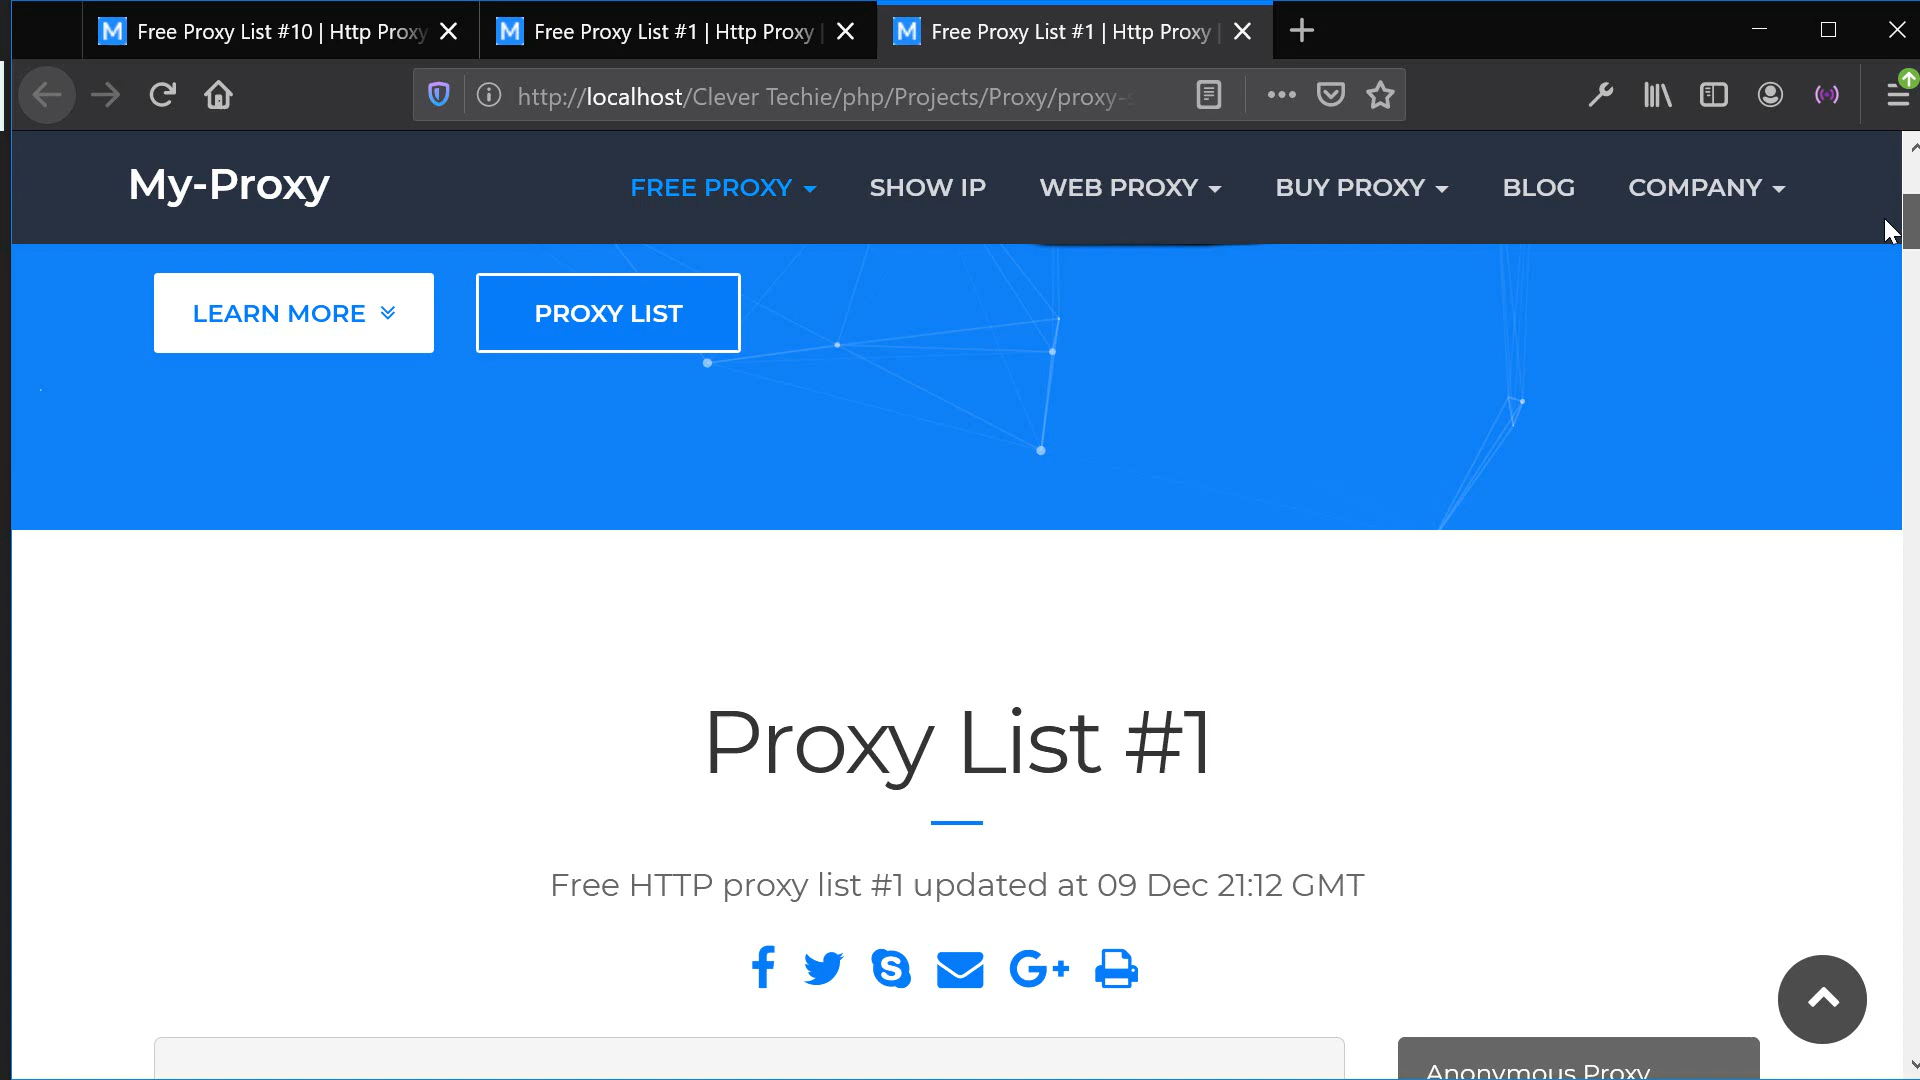 Free Proxy List #10 | Http Proxy
Free Proxy List #1 | Http Proxy |
Free Proxy List #1 | Http Proxy |
http://localhost/Clever Techie/php/Projects/Proxy/proxy-
My-Proxy
FREE PROXY
SHOW IP
WEB PROXY
BUY PROXY
BLOG
COMPANY
LEARN MORE
PROXY LIST
Proxy List #1
Free HTTP proxy list #1 updated at 09 Dec 21:12 GMT
Anonymous Proxy